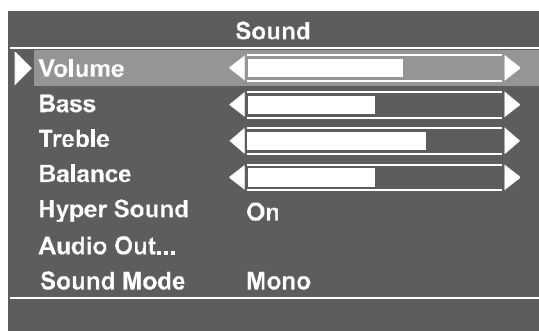 Sound
Volume
Bass
Treble
Balance
Hyper Sound On
Audio Out...
Sound Mode Mono